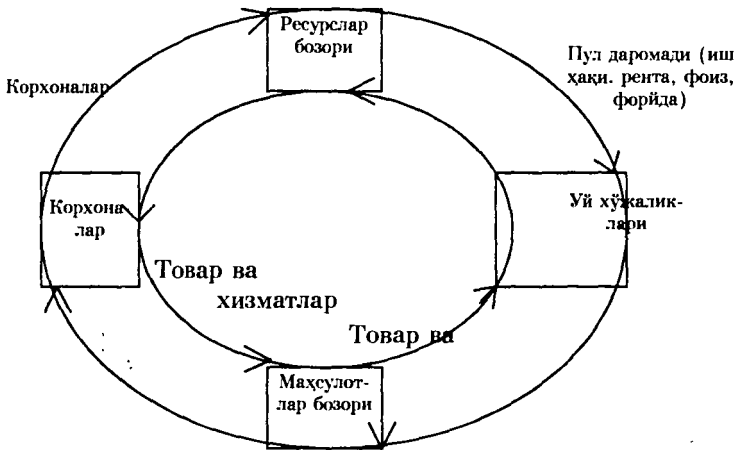 Ресурслар
бозори
Пул даромади (иш
ҳақи. рента, фоиз,
форйда)
Корхоналар
Корхона
лар
Уй хўжалик-
лари
Товар ва
хизматлар
Товар ва
Маҳсулот-
лар бозори